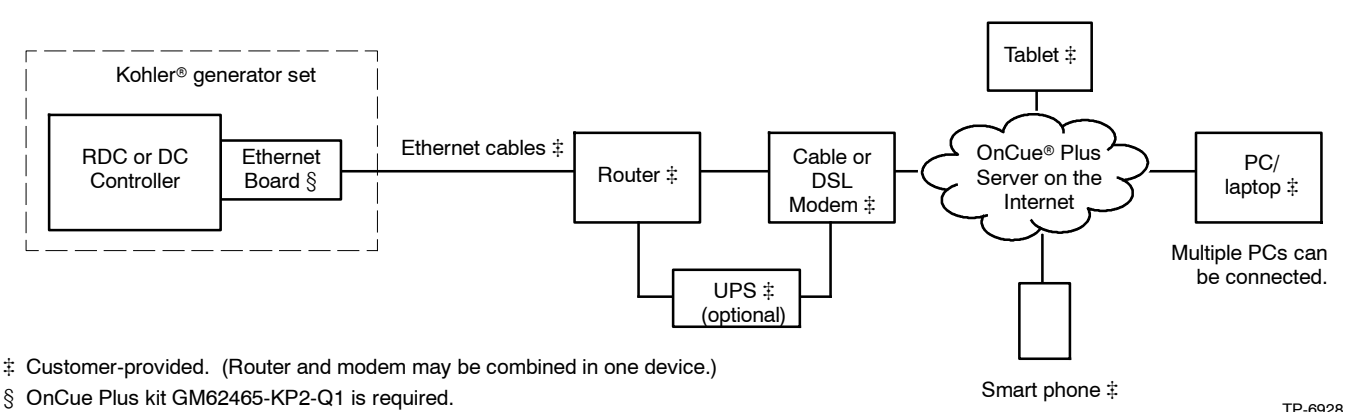 Kohler® generator set
RDC or DC
Controller
Ethernet
Board §
Ethernet cables ‡
Router ‡
Cable or
DSL
Modem ‡
UPS ‡
(optional)
Tablet ‡
OnCue® Plus
Server on the
Internet
PC/
laptop ‡
Multiple PCs can
be connected.
Smart phone ‡
‡ Customer-provided. (Router and modem may be combined in one device.)
§ OnCue Plus kit GM62465-KP2-Q1 is required.
TP-6928